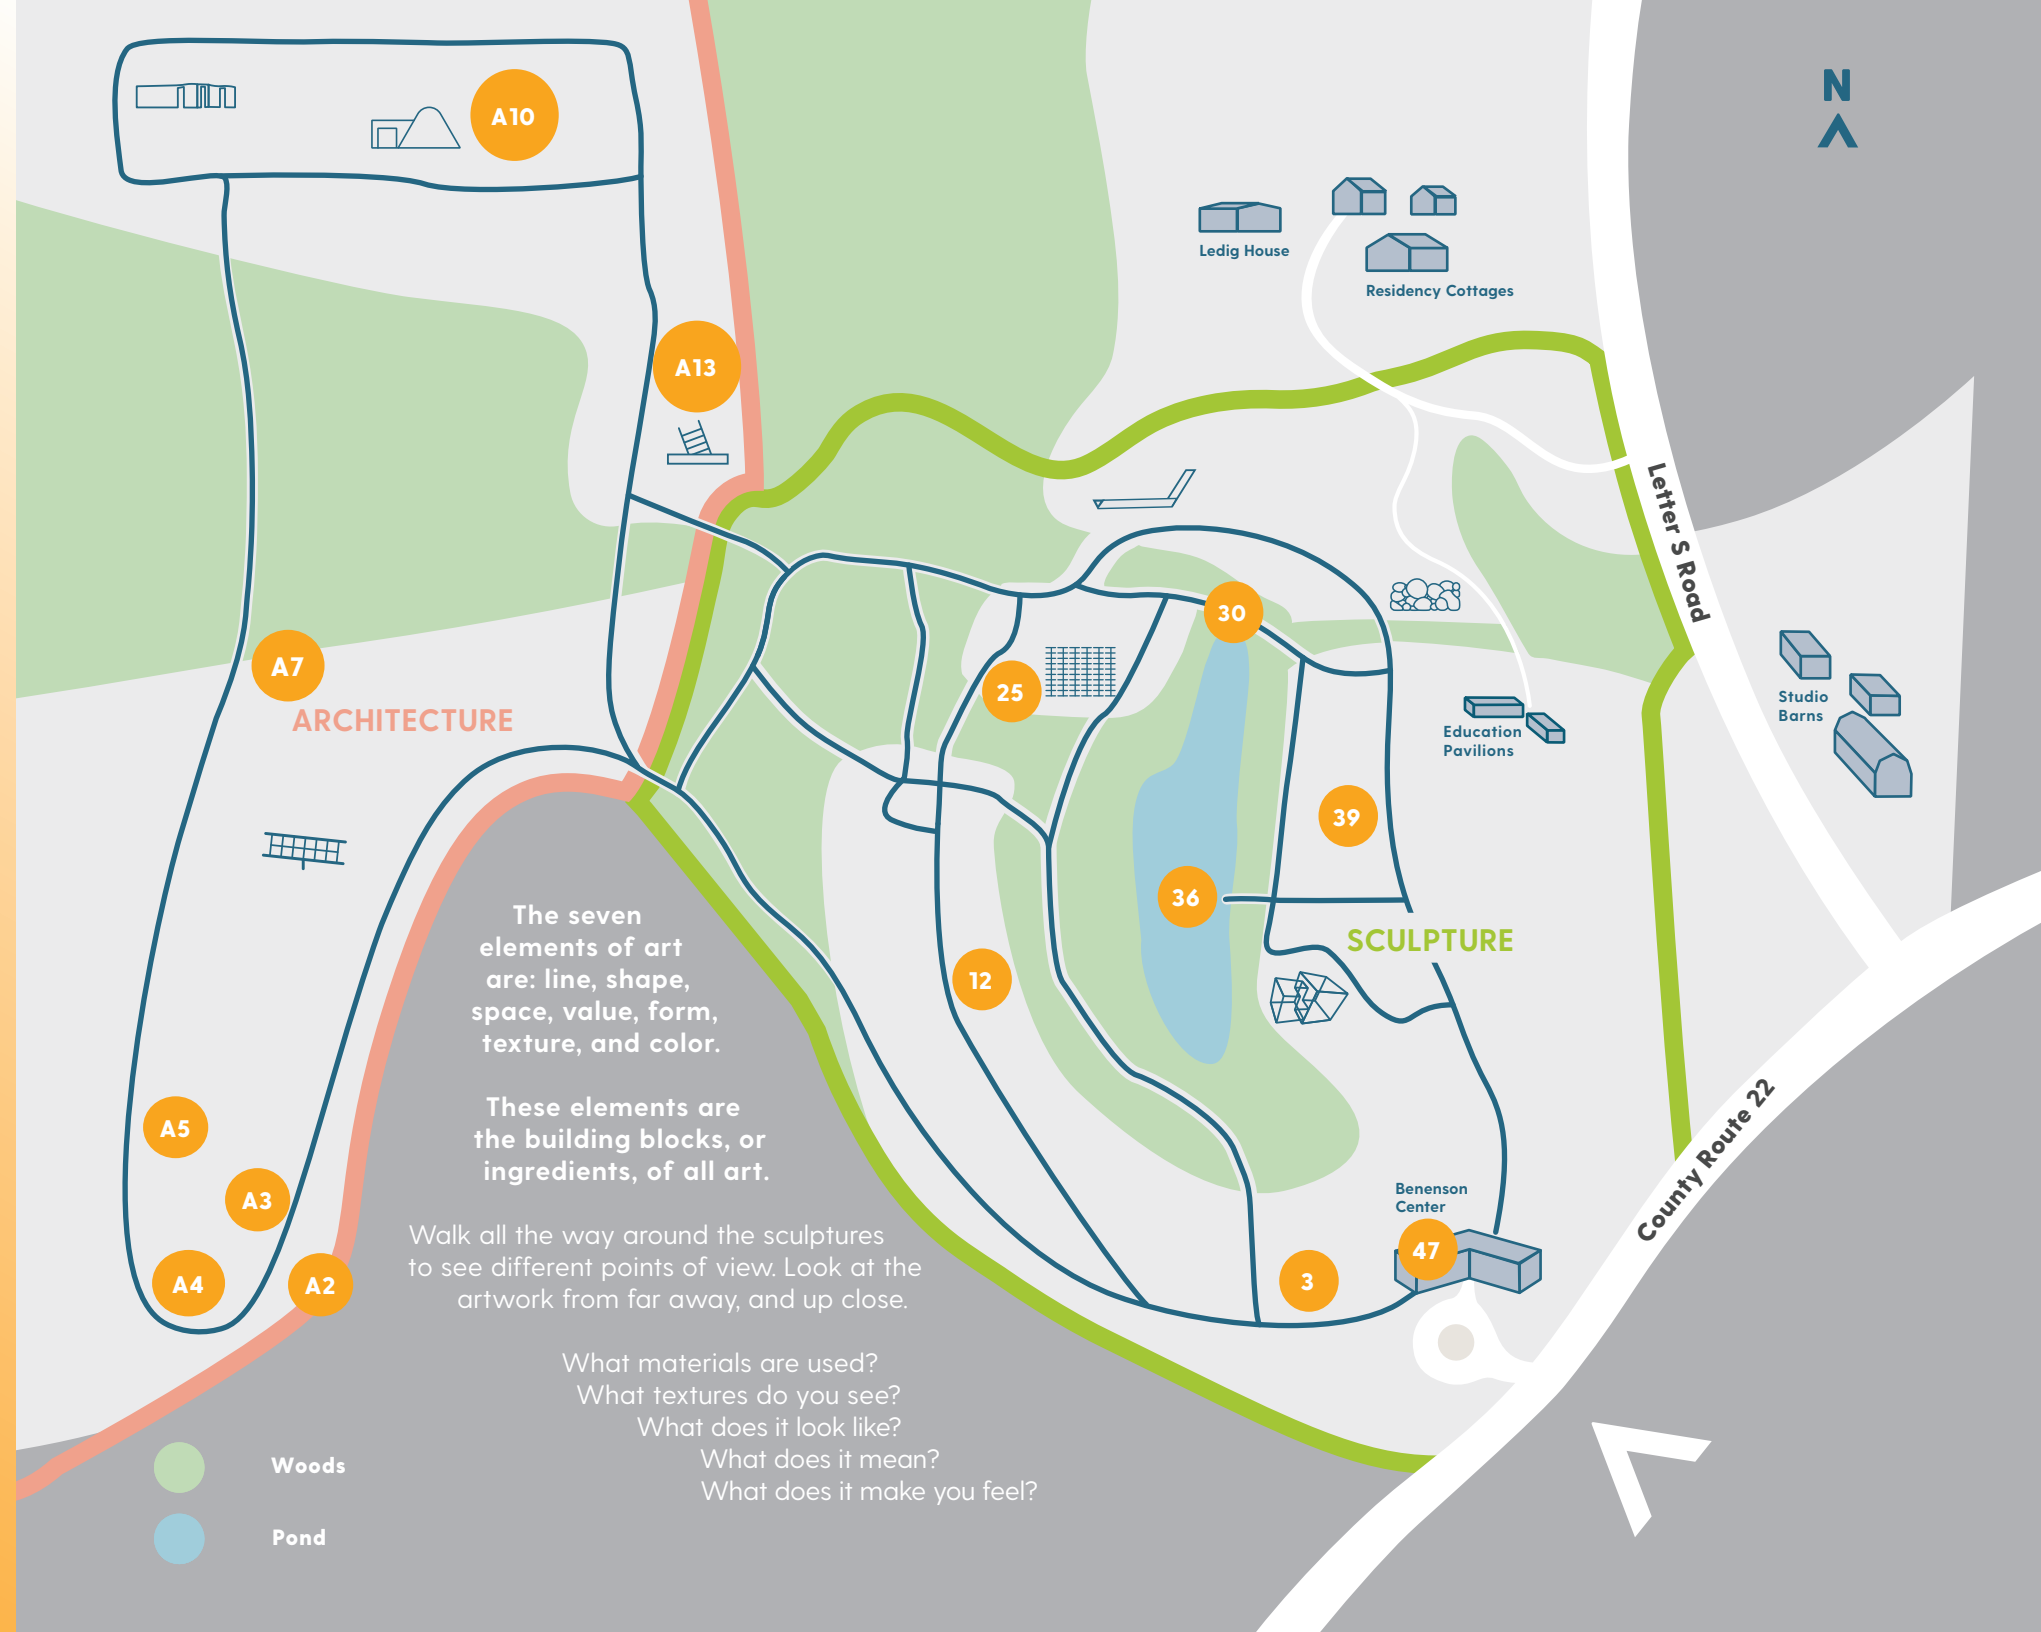 N
A10
Ledig House
Residency Cottages
A13
Letter S Road
30
A7
25
ARCHITECTURE
Education
Pavilions
Studio
Barns
39
36
SCULPTURE
12
The seven
elements of art
are: line, shape,
space, value, form,
texture, and color.
These elements are
the building blocks, or
ingredients, of all art.
A5
A3
A4
A2
Walk all the way around the sculptures
to see different points of view. Look at the
artwork from far away, and up close.
Benenson
Center
47
3
County Route 22
What materials are used?
What textures do you see?
What does it look like?
What does it mean?
What does it make you feel?
Woods
Pond